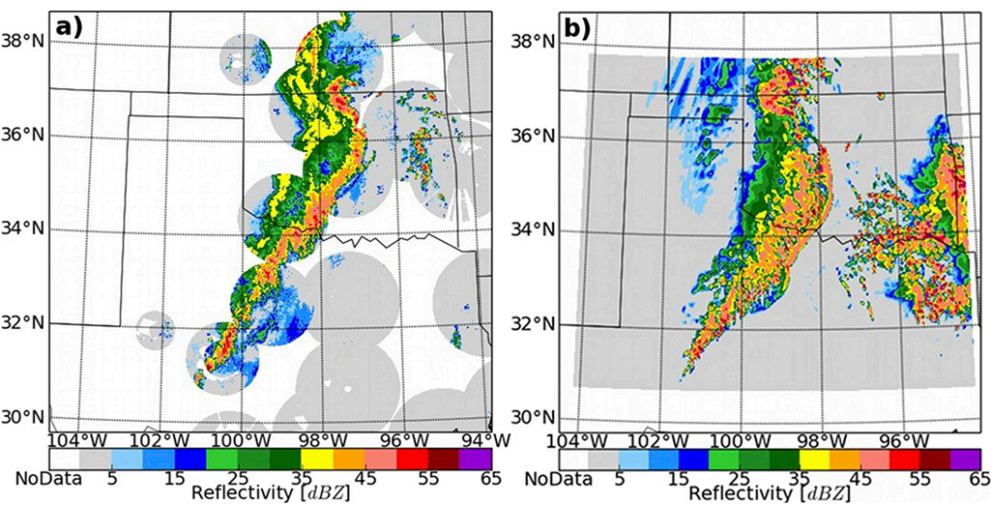 a)
38°N
36°N
34°N
32°N
30°N
104°W 102°W 100°W 98°W 96°W 94°W
NoData 5 15 25 35 45 55 65
Reflectivity [dBZ]
b)
38°N
36°N
34°N
32°N
30°N
104°W 102°W 100°W 98°W 96°W
NoData 5 15 25 35 45 55 65
Reflectivity [dBZ]